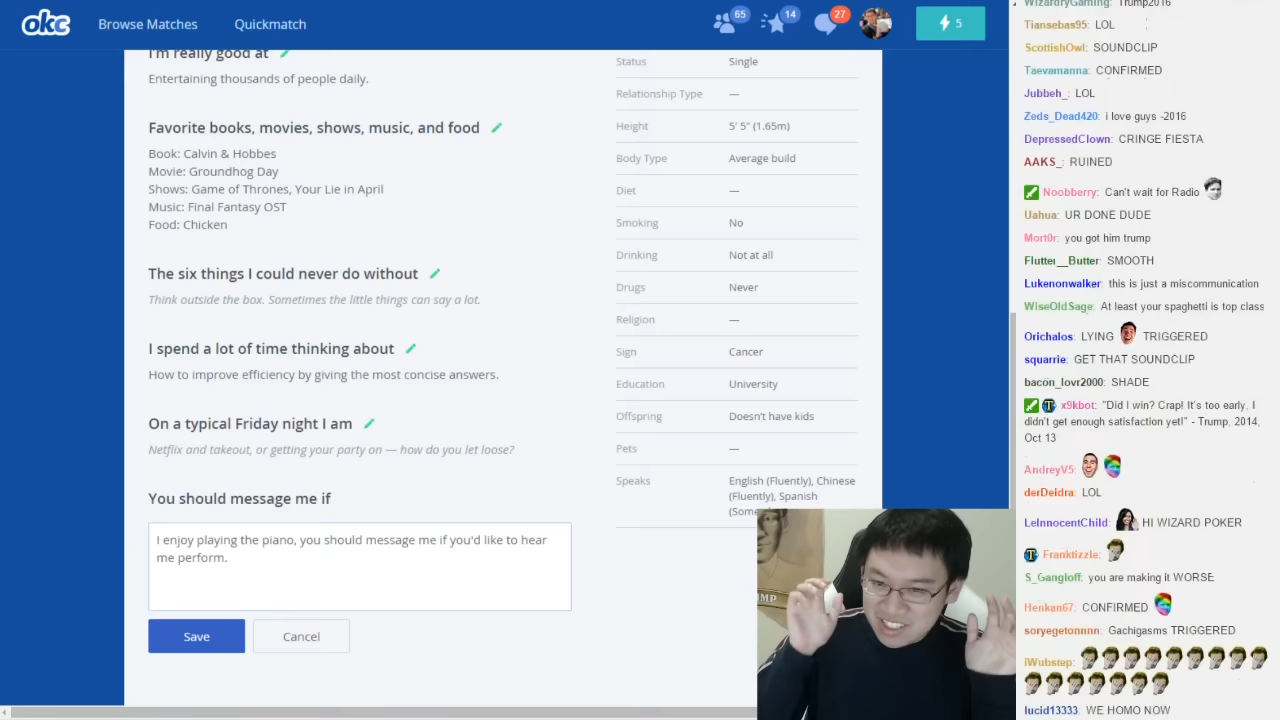 okc
Browse Matches
Quickmatch
65
14
27
5
I'm really good at
Entertaining thousands of people daily.
Favorite books, movies, shows, music, and food
Book: Calvin & Hobbes
Movie: Groundhog Day
Shows: Game of Thrones, Your Lie in April
Music: Final Fantasy OST
Food: Chicken
The six things I could never do without
Think outside the box. Sometimes the little things can say a lot.
I spend a lot of time thinking about
How to improve efficiency by giving the most concise answers.
On a typical Friday night I am
Netflix and takeout, or getting your party on — how do you let loose?
You should message me if
I enjoy playing the piano, you should message me if you'd like to hear
me perform.
Save
Cancel
Status Single
Relationship Type —
Height 5' 5" (1.65m)
Body Type Average build
Diet —
Smoking No
Drinking Not at all
Drugs Never
Religion —
Sign Cancer
Education University
Offspring Doesn't have kids
Pets —
Speaks English (Fluently), Chinese
(Fluently), Spanish
WizardryGaming: Trump2016
Tiansebas95: LOL
ScottishOwl: SOUNDCLIP
Taevamanna: CONFIRMED
Jubbeh_: LOL
Zeds_Dead420: i love guys -2016
DepressedClown: CRINGE FIESTA
AAKS_: RUINED
Noobberry: Can't wait for Radio
Uahua: UR DONE DUDE
Mort0r: you got him trump
Flutter__Butter: SMOOTH
Lukenonwalker: this is just a miscommunication
WiseOldSage: At least your spaghetti is top class
Orichalos: LYING TRIGGERED
squarrie: GET THAT SOUNDCLIP
bacon_lovr2000: SHADE
x9kbot: "Did I win? Crap! It's too early, I
didn't get enough satisfaction yet!" - Trump, 2014,
Oct 13
AndreyV5:
derDeidra: LOL
LeInnocentChild: HI WIZARD POKER
Franktizzle:
S_Gangloff: you are making it WORSE
Henkan67: CONFIRMED
soryegetonnnn: Gachigasms TRIGGERED
iWubstep:
lucid13333: WE HOMO NOW